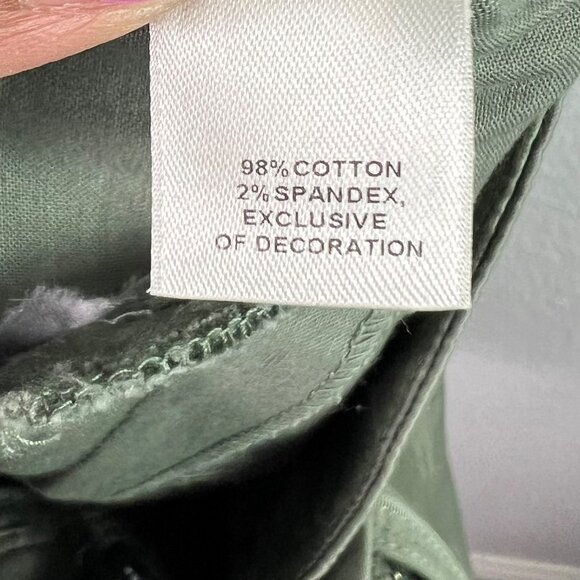 98% COTTON
2% SPANDEX,
EXCLUSIVE
OF DECORATION